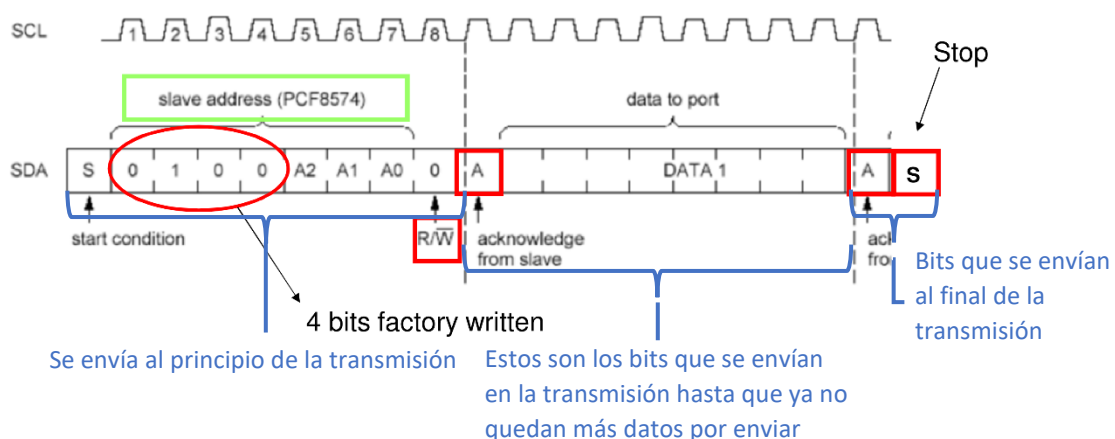 SCL 1 2 3 4 5 6 7 8
Stop
slave address (PCF8574) data to port
SDA S 0 1 0 0 A2 A1 A0 0 A DATA 1 A S
start condition R/W̅ acknowledge
from slave
4 bits factory written
Se envía al principio de la transmisión
Estos son los bits que se envían
en la transmisión hasta que ya no
quedan más datos por enviar
Bits que se envían
al final de la
transmisión